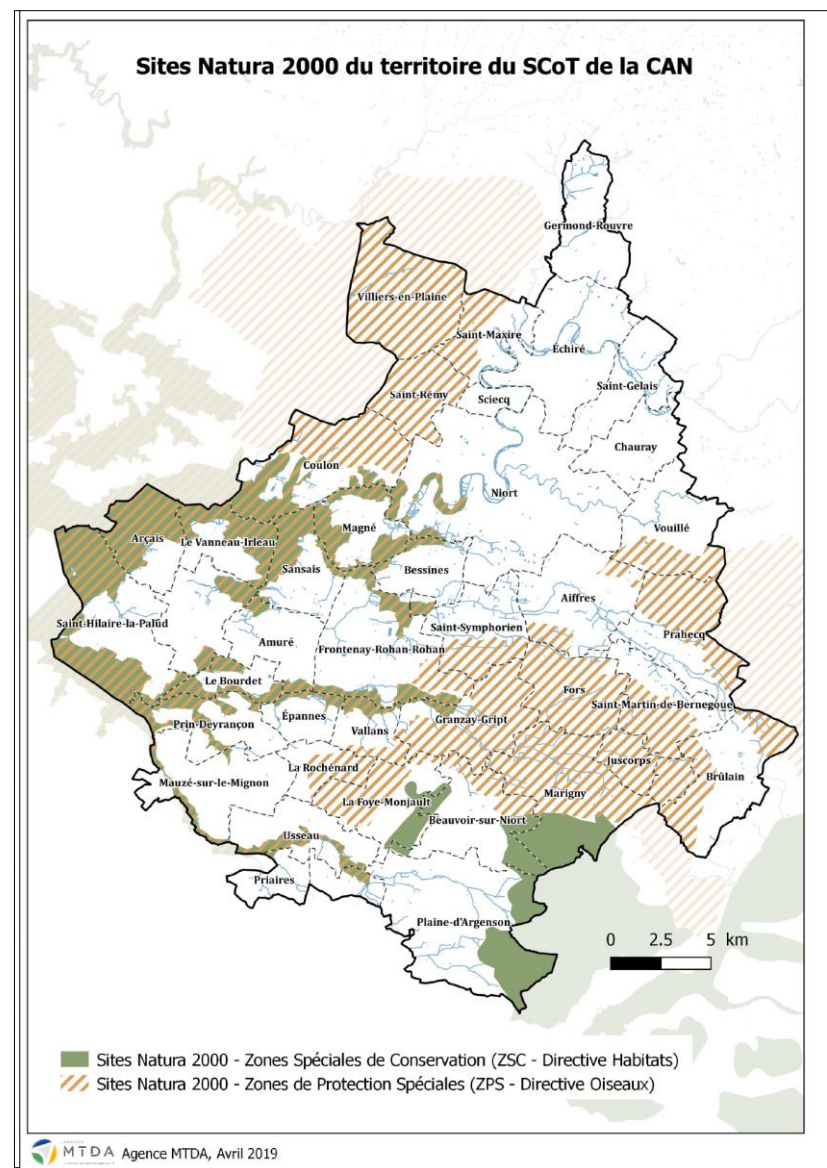 Sites Natura 2000 du territoire du SCoT de la CAN
Germond-Rouvre
Villiers-en-Plaine
Saint-Maxire
Échiré
Saint-Gelais
Saint-Rémy
Sciecq
Chauray
Coulon
Niort
Magné
Vouillé
Arçais
Le Vanneau-Irleau
Sansais
Bessines
Aiffres
Saint-Hilaire-la-Palud
Saint-Symphorien
Prahecq
Amuré
Frontenay-Rohan-Rohan
Le Bourdet
Fors
Saint-Martin-de-Bernegoue
Prin-Deyrançon
Épannes
Granzay-Gript
Vallans
Juscorps
La Rochénard
Brûlain
Mauzé-sur-le-Mignon
Marigny
La Foye-Monjault
Beauvoir-sur-Niort
Usseau
Priaires
Plaine-d'Argenson
0 2.5 5 km
Sites Natura 2000 - Zones Spéciales de Conservation (ZSC - Directive Habitats)
Sites Natura 2000 - Zones de Protection Spéciales (ZPS - Directive Oiseaux)
AGENCE
MTDA
Agence MTDA, Avril 2019